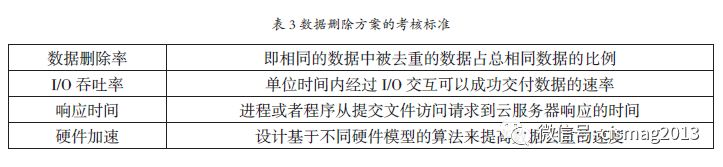 表 3 数据删除方案的考核标准
数据删除率 即相同的数据中被去重的数据占总相同数据的比例
I/O 吞吐率 单位时间内经过 I/O 交互可以成功交付数据的速率
响应时间 进程或者程序从提交文件访问请求到云服务器响应的时间
硬件加速 设计基于不同硬件模型的算法来提高
微信号: cismag2013